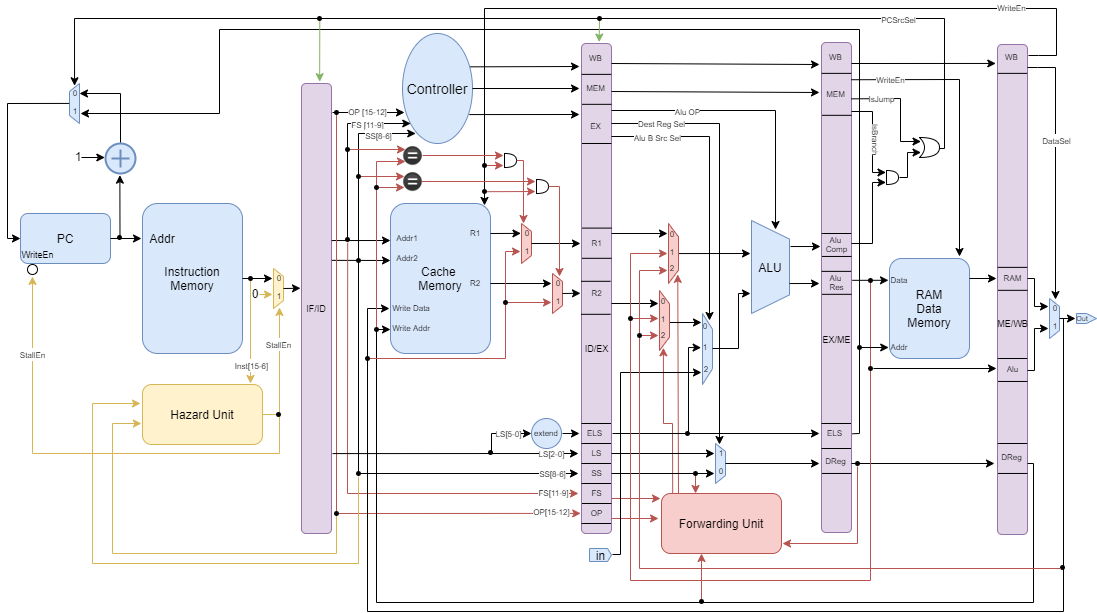 WriteEn
PCSrcSel
0
1
1
+
PC
WriteEn
Addr
Instruction
Memory
0
0
1
StallEn
StallEn
Inst[15-6]
Hazard Unit
IF/ID
Controller
OP [15-12]
FS [11-9]
SS[8-6]
=
=
Addr1
Addr2
Cache
Memory
Write Data
Write Addr
R1
R2
0
1
0
1
LS[5-0]
extend
LS[2-0]
SS[8-6]
FS[11-9]
OP[15-12]
WB
MEM
EX
R1
R2
ID/EX
ELS
LS
SS
FS
OP
in
Alu OP
Dest Reg Sel
Alu B Src Sel
0
1
2
0
1
2
0
1
2
ALU
1
0
Forwarding Unit
WB
MEM
Alu
Comp
Alu
Res
EX/ME
ELS
DReg
WriteEn
IsJump
IsBranch
Data
RAM
Data
Memory
Addr
WB
RAM
ME/WB
Alu
DReg
DataSel
0
1
Out